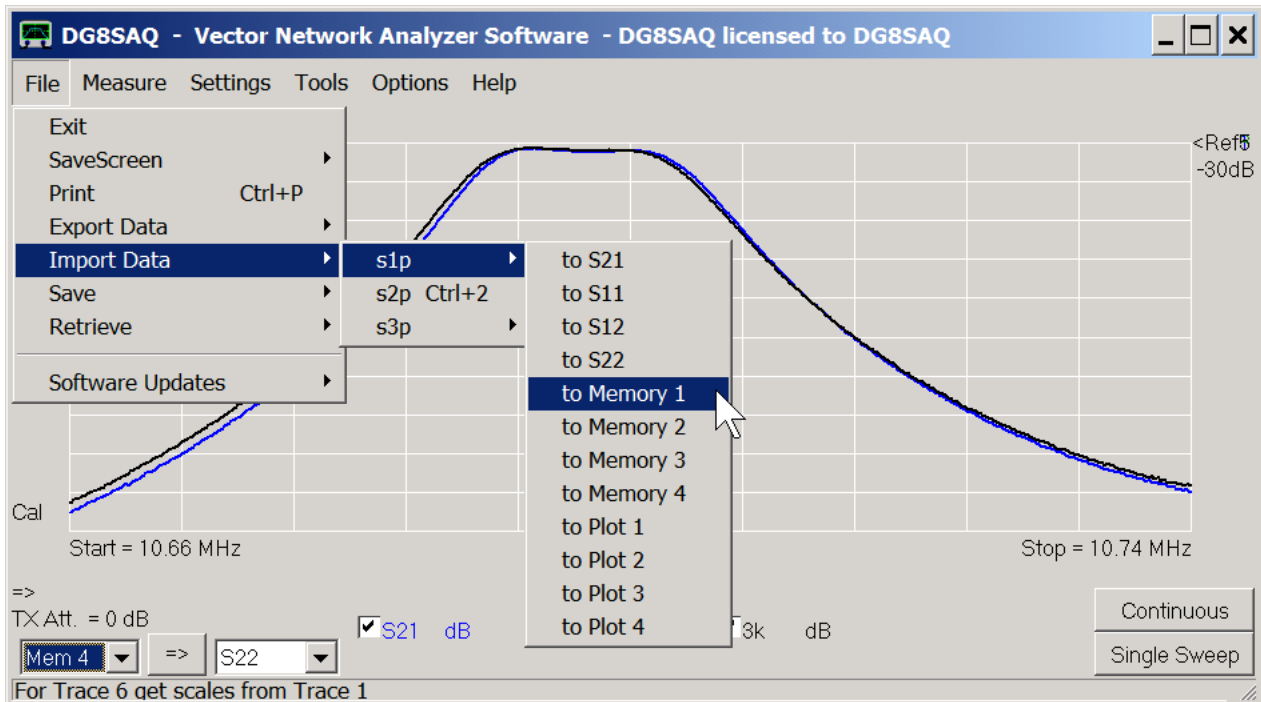 DG8SAQ - Vector Network Analyzer Software - DG8SAQ licensed to DG8SAQ
File Measure Settings Tools Options Help
Exit
SaveScreen
Print Ctrl+P
Export Data
Import Data
Save
Retrieve
Software Updates
s1p
s2p Ctrl+2
s3p
to S21
to S11
to S12
to S22
to Memory 1
to Memory 2
to Memory 3
to Memory 4
to Plot 1
to Plot 2
to Plot 3
to Plot 4
-30dB
Cal
Start = 10.66 MHz
Stop = 10.74 MHz
=>
TX Att. = 0 dB
S21 dB
3k dB
Continuous
Mem 4 => S22
Single Sweep
For Trace 6 get scales from Trace 1